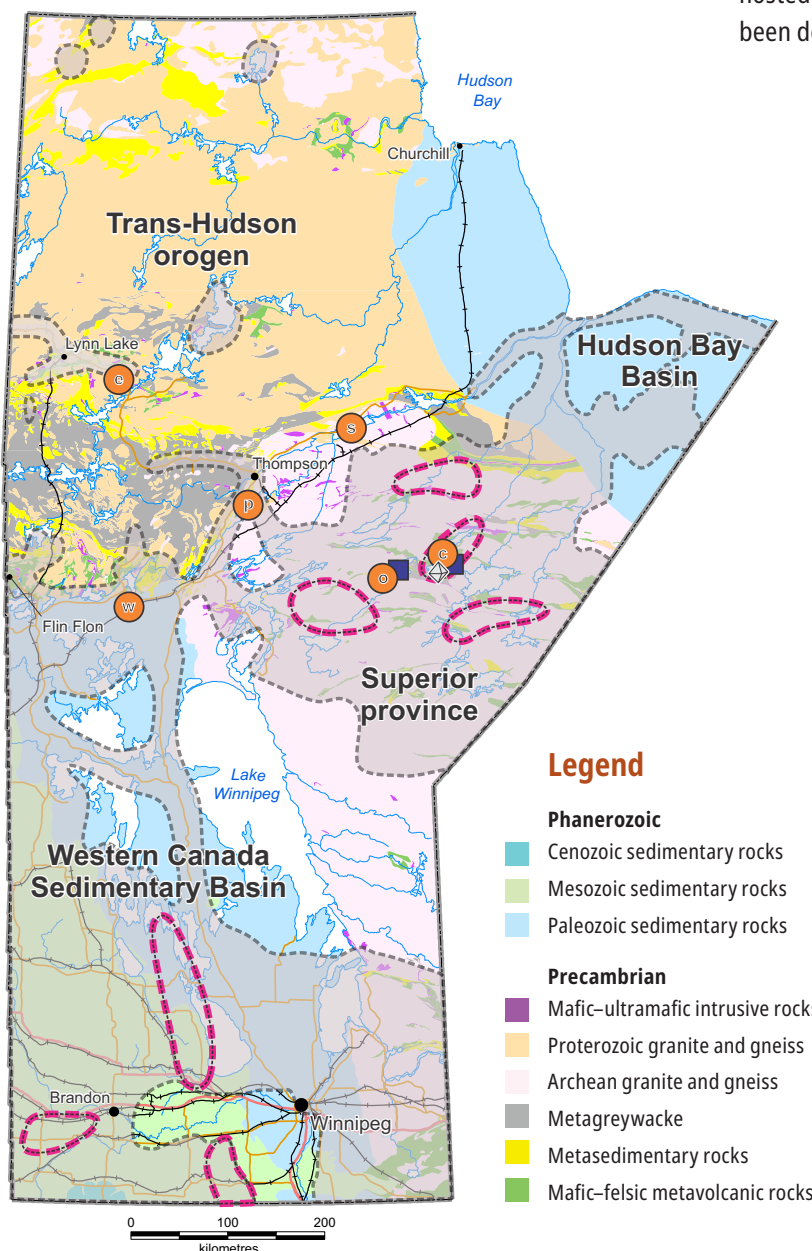 hosted
been d
Hudson
Bay
Churchill
Trans-Hudson
orogen
Lynn Lake
Hudson Bay
Basin
e
s
Thompson
p
c
o
w
Flin Flon
Superior
province
Lake
Winnipeg
Legend
Phanerozoic
Cenozoic sedimentary rocks
Mesozoic sedimentary rocks
Paleozoic sedimentary rocks
Western Canada
Sedimentary Basin
Precambrian
Mafic–ultramafic intrusive rocks
Proterozoic granite and gneiss
Archean granite and gneiss
Metagreywacke
Metasedimentary rocks
Mafic–felsic metavolcanic rocks
Brandon
Winnipeg
0 100 200
kilometres